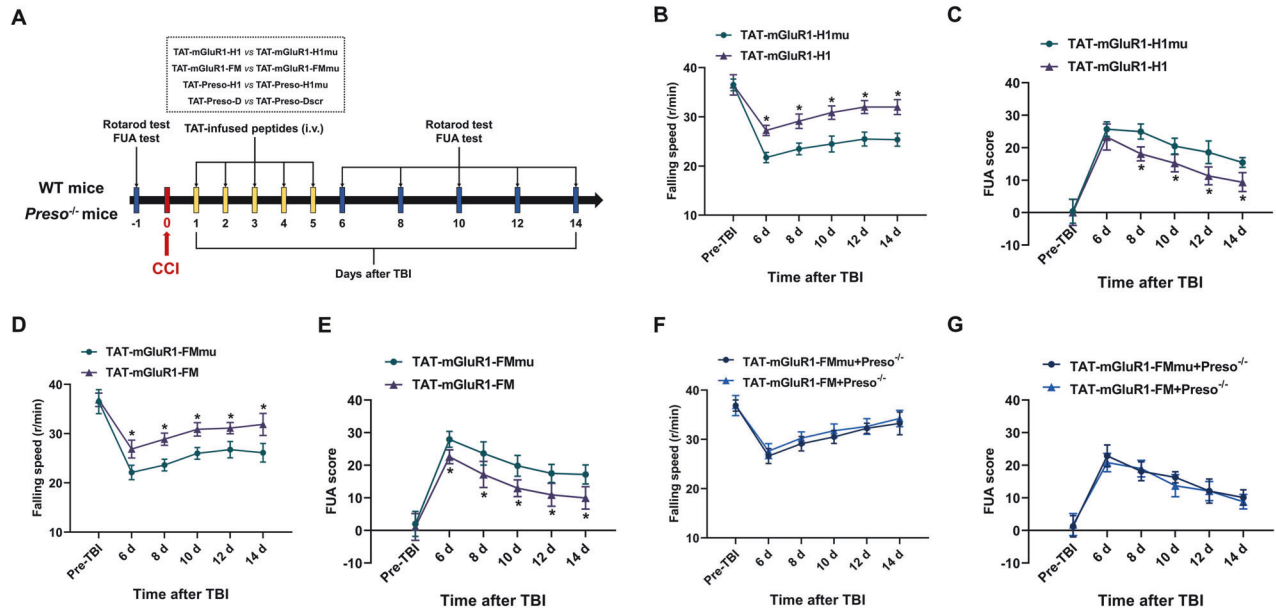 A
TAT-mGluR1-H1 vs TAT-mGluR1-H1mu
TAT-mGluR1-FM vs TAT-mGluR1-FMmu
TAT-Preso-H1 vs TAT-Preso-H1mu
TAT-Preso-D vs TAT-Preso-Dscr
Rotarod test
FUA test
TAT-infused peptides (i.v.)
Rotarod test
FUA test
WT mice
Preso-/- mice
-1 0 1 2 3 4 5 6 8 10 12 14
CCI
Days after TBI
B
TAT-mGluR1-H1mu
TAT-mGluR1-H1
Falling speed (r/min)
40
30
20
10
* * * * *
Pre-TBI 6 d 8 d 10 d 12 d 14 d
Time after TBI
C
TAT-mGluR1-H1mu
TAT-mGluR1-H1
FUA score
40
30
20
10
0
-10
* * * *
Pre-TBI 6 d 8 d 10 d 12 d 14 d
Time after TBI
D
TAT-mGluR1-FMmu
TAT-mGluR1-FM
Falling speed (r/min)
40
30
20
10
* * * * *
Pre-TBI 6 d 8 d 10 d 12 d 14 d
Time after TBI
E
TAT-mGluR1-FMmu
TAT-mGluR1-FM
FUA score
40
30
20
10
0
-10
* * * * *
Pre-TBI 6 d 8 d 10 d 12 d 14 d
Time after TBI
F
TAT-mGluR1-FMmu+Preso-/-
TAT-mGluR1-FM+Preso-/-
Falling speed (r/min)
40
30
20
10
Pre-TBI 6 d 8 d 10 d 12 d 14 d
Time after TBI
G
TAT-mGluR1-FMmu+Preso-/-
TAT-mGluR1-FM+Preso-/-
FUA score
40
30
20
10
0
-10
Pre-TBI 6 d 8 d 10 d 12 d 14 d
Time after TBI